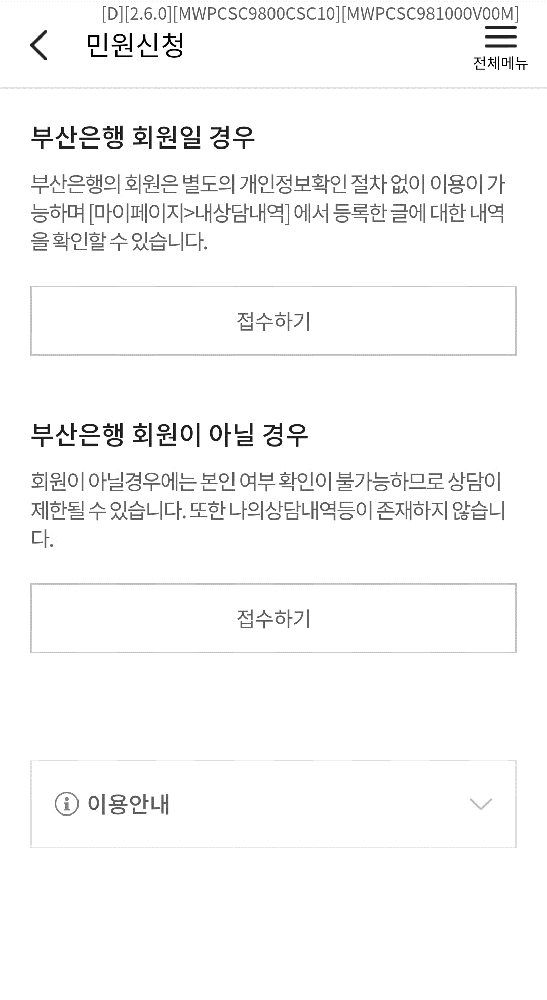 [D][2.6.0][MWPCSC9800CSC10][MWPCSC981000V00M]
민원신청
전체메뉴
부산은행 회원일 경우
부산은행의 회원은 별도의 개인정보확인 절차 없이 이용이 가
능하며 [마이페이지>내상담내역] 에서 등록한 글에 대한 내역
을 확인할 수 있습니다.
접수하기
부산은행 회원이 아닐 경우
회원이 아닐경우에는 본인 여부 확인이 불가능하므로 상담이
제한될 수 있습니다. 또한 나의상담내역등이 존재하지 않습니
다.
접수하기
이용안내